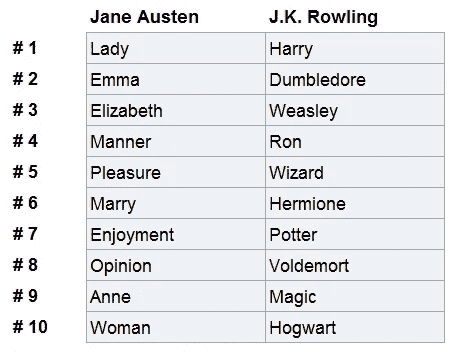 Jane Austen J.K. Rowling
# 1 Lady Harry
# 2 Emma Dumbledore
# 3 Elizabeth Weasley
# 4 Manner Ron
# 5 Pleasure Wizard
# 6 Marry Hermione
# 7 Enjoyment Potter
# 8 Opinion Voldemort
# 9 Anne Magic
# 10 Woman Hogwart